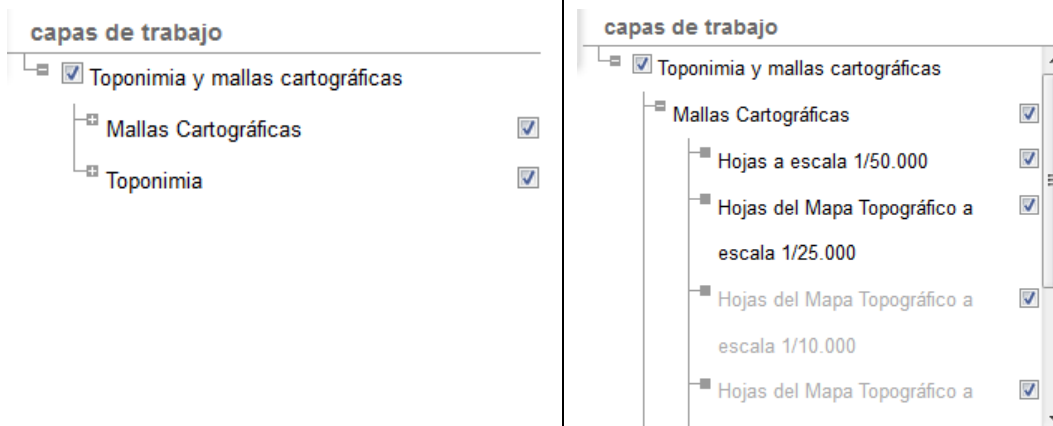 capas de trabajo
Toponimia y mallas cartográficas
Mallas Cartográficas
Toponimia
capas de trabajo
Toponimia y mallas cartográficas
Mallas Cartográficas
Hojas a escala 1/50.000
Hojas del Mapa Topográfico a
escala 1/25.000
Hojas del Mapa Topográfico a
escala 1/10.000
Hojas del Mapa Topográfico a